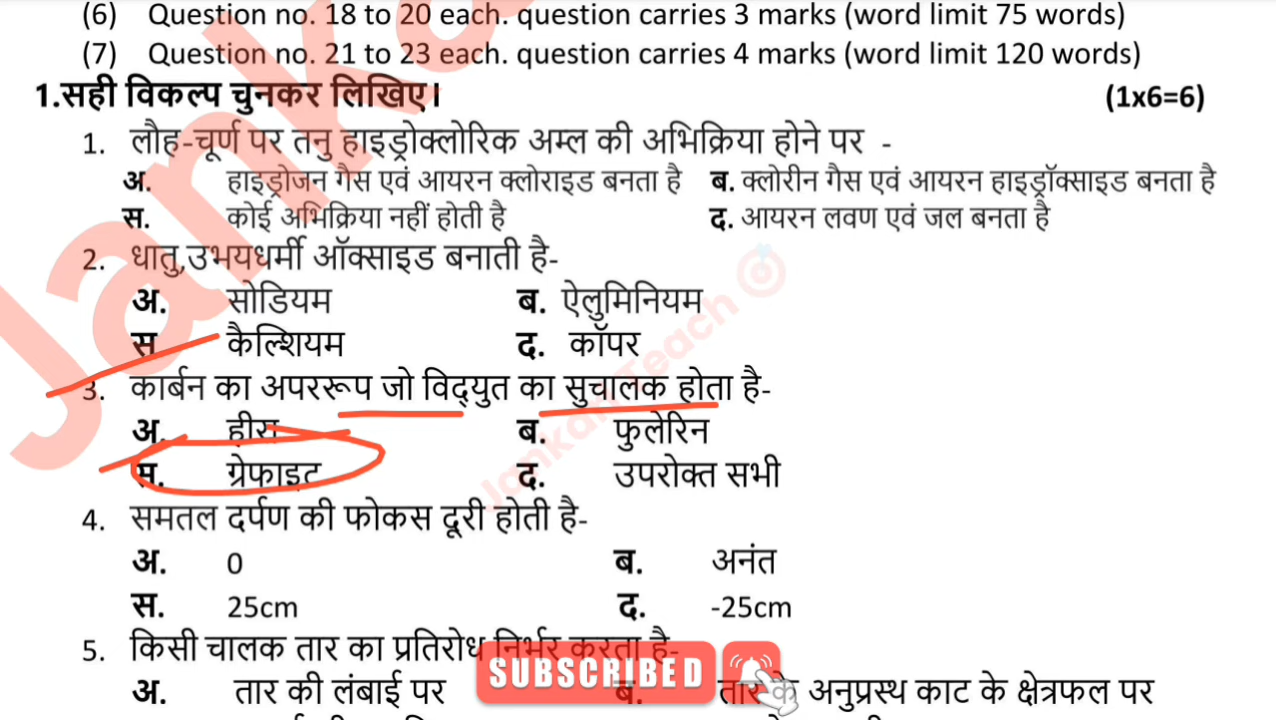 (6) Question no. 18 to 20 each. question carries 3 marks (word limit 75 words)
(7) Question no. 21 to 23 each. question carries 4 marks (word limit 120 words)
1.सही विकल्प चुनकर लिखिए। (1x6=6)
1. लौह-चूर्ण पर तनु हाइड्रोक्लोरिक अम्ल की अभिक्रिया होने पर -
अ. हाइड्रोजन गैस एवं आयरन क्लोराइड बनता है ब. क्लोरीन गैस एवं आयरन हाइड्रॉक्साइड बनता है
स. कोई अभिक्रिया नहीं होती है द. आयरन लवण एवं जल बनता है
2. धातु,उभयधर्मी ऑक्साइड बनाती है-
अ. सोडियम ब. ऐलुमिनियम
स कैल्शियम द. कॉपर
3. कार्बन का अपररूप जो विद्युत का सुचालक होता है-
अ. हीरा ब. फुलेरिन
स. ग्रेफाइट द. उपरोक्त सभी
4. समतल दर्पण की फोकस दूरी होती है-
अ. 0 ब. अनंत
स. 25cm द. -25cm
5. किसी चालक तार का प्रतिरोध निर्भर करता है-
अ. तार की लंबाई पर ब. तार के अनुप्रस्थ काट के क्षेत्रफल पर
SUBSCRIBED
Jankari Teach